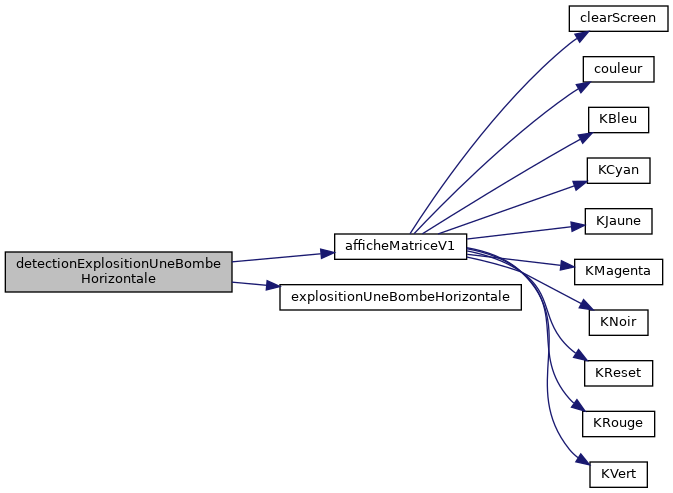 detectionExplositionUneBombe
Horizontale
afficheMatriceV1
explositionUneBombeHorizontale
clearScreen
couleur
KBleu
KCyan
KJaune
KMagenta
KNoir
KReset
KRouge
KVert